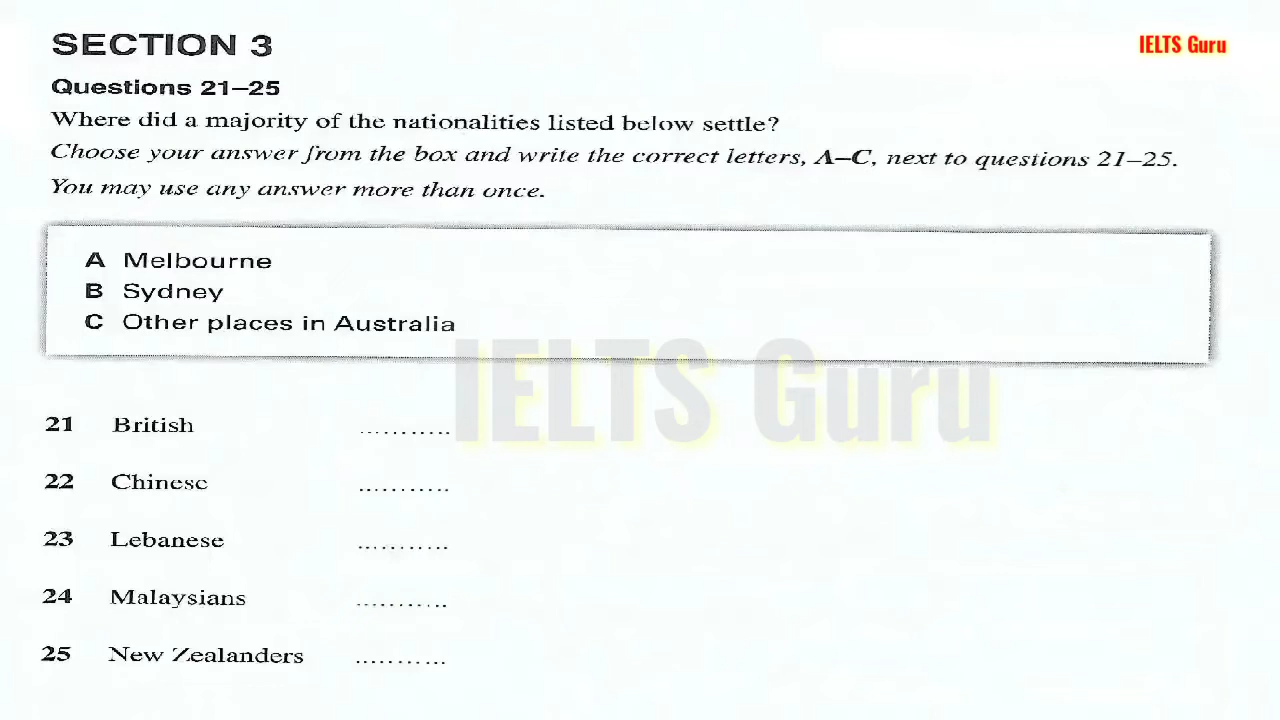 SECTION 3
IELTS Guru
Questions 21–25
Where did a majority of the nationalities listed below settle?
Choose your answer from the box and write the correct letters, A–C, next to questions 21–25.
You may use any answer more than once.
A Melbourne
B Sydney
C Other places in Australia
IELTS Guru
21 British ...........
22 Chinese ...........
23 Lebanese ...........
24 Malaysians ...........
25 New Zealanders ...........